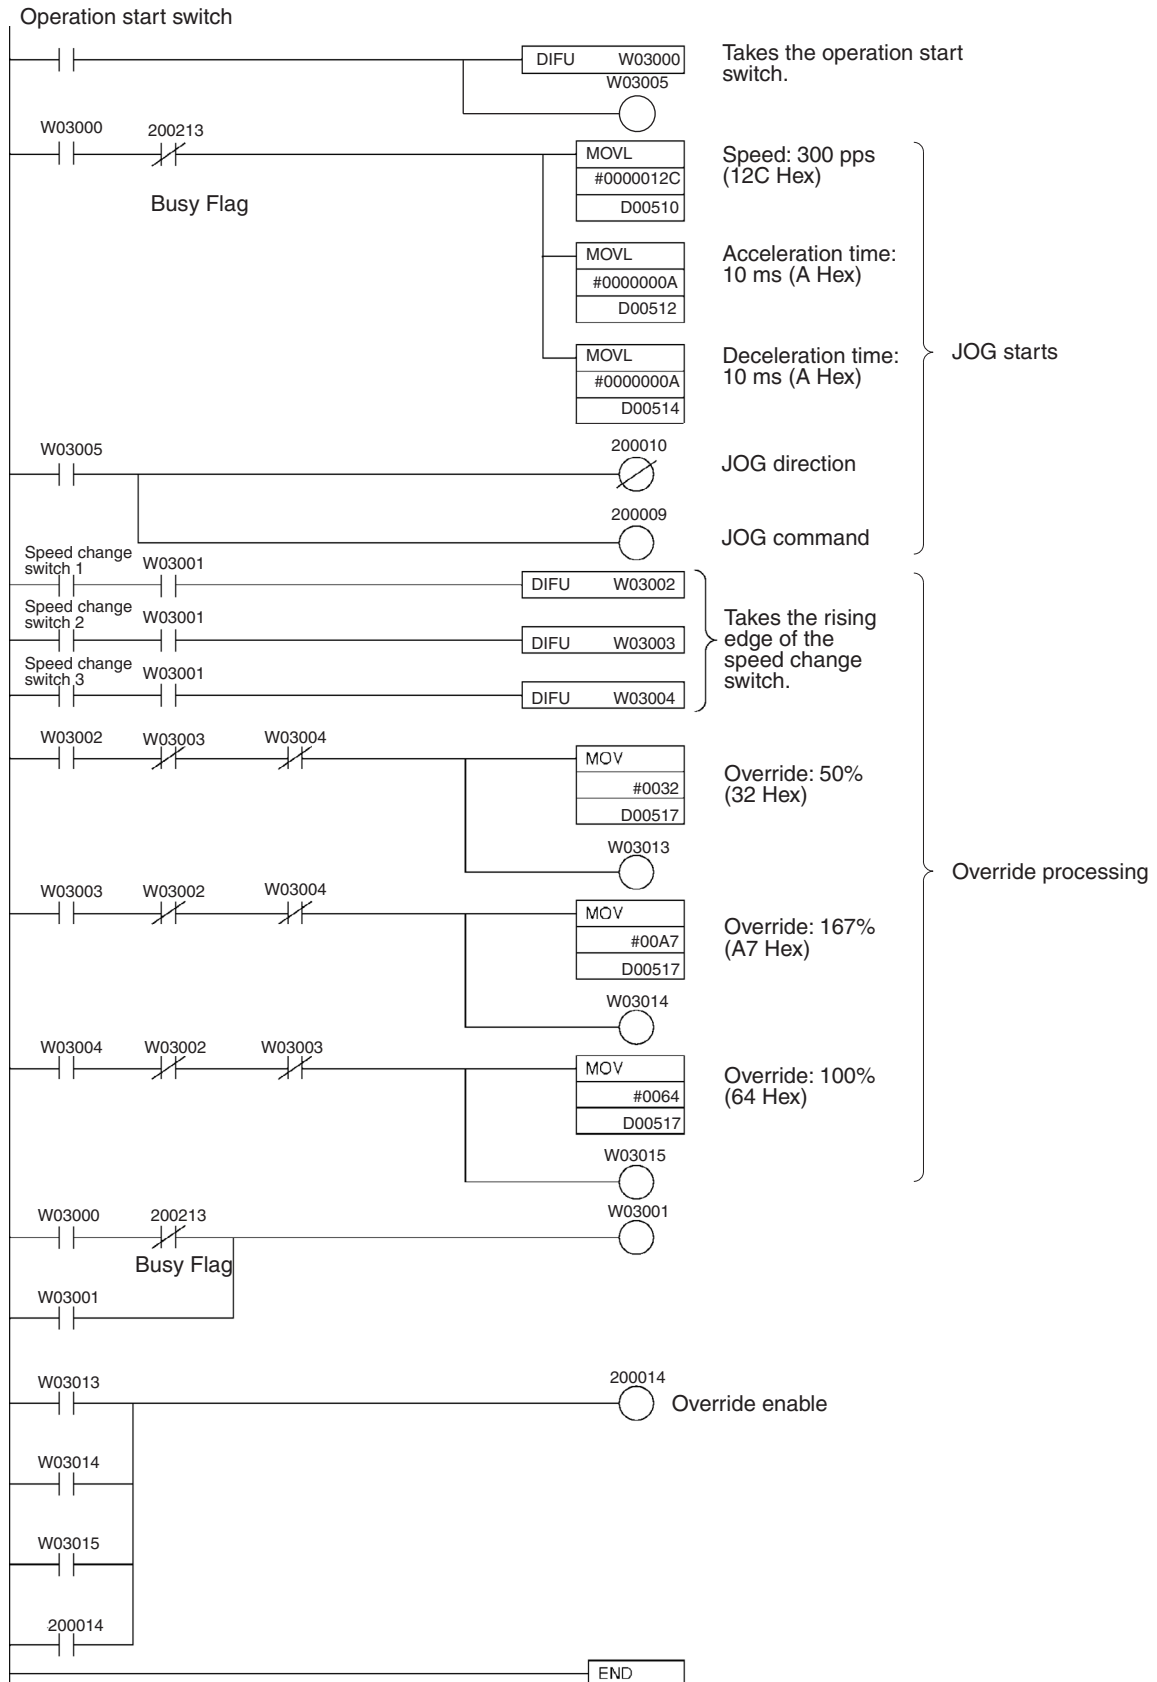 Operation start switch
DIFU W03000
Takes the operation start
switch.
W03005
W03000
200213
Busy Flag
MOVL
#0000012C
D00510
Speed: 300 pps
(12C Hex)
MOVL
#0000000A
D00512
Acceleration time:
10 ms (A Hex)
MOVL
#0000000A
D00514
Deceleration time:
10 ms (A Hex)
JOG starts
W03005
200010
JOG direction
200009
JOG command
Speed change
switch 1
W03001
DIFU W03002
Speed change
switch 2
W03001
DIFU W03003
Speed change
switch 3
W03001
DIFU W03004
Takes the rising
edge of the
speed change
switch.
W03002
W03003
W03004
MOV
#0032
D00517
Override: 50%
(32 Hex)
W03013
Override processing
W03003
W03002
W03004
MOV
#00A7
D00517
Override: 167%
(A7 Hex)
W03014
W03004
W03002
W03003
MOV
#0064
D00517
Override: 100%
(64 Hex)
W03015
W03000
200213
W03001
Busy Flag
W03001
W03013
200014
Override enable
W03014
W03015
200014
END